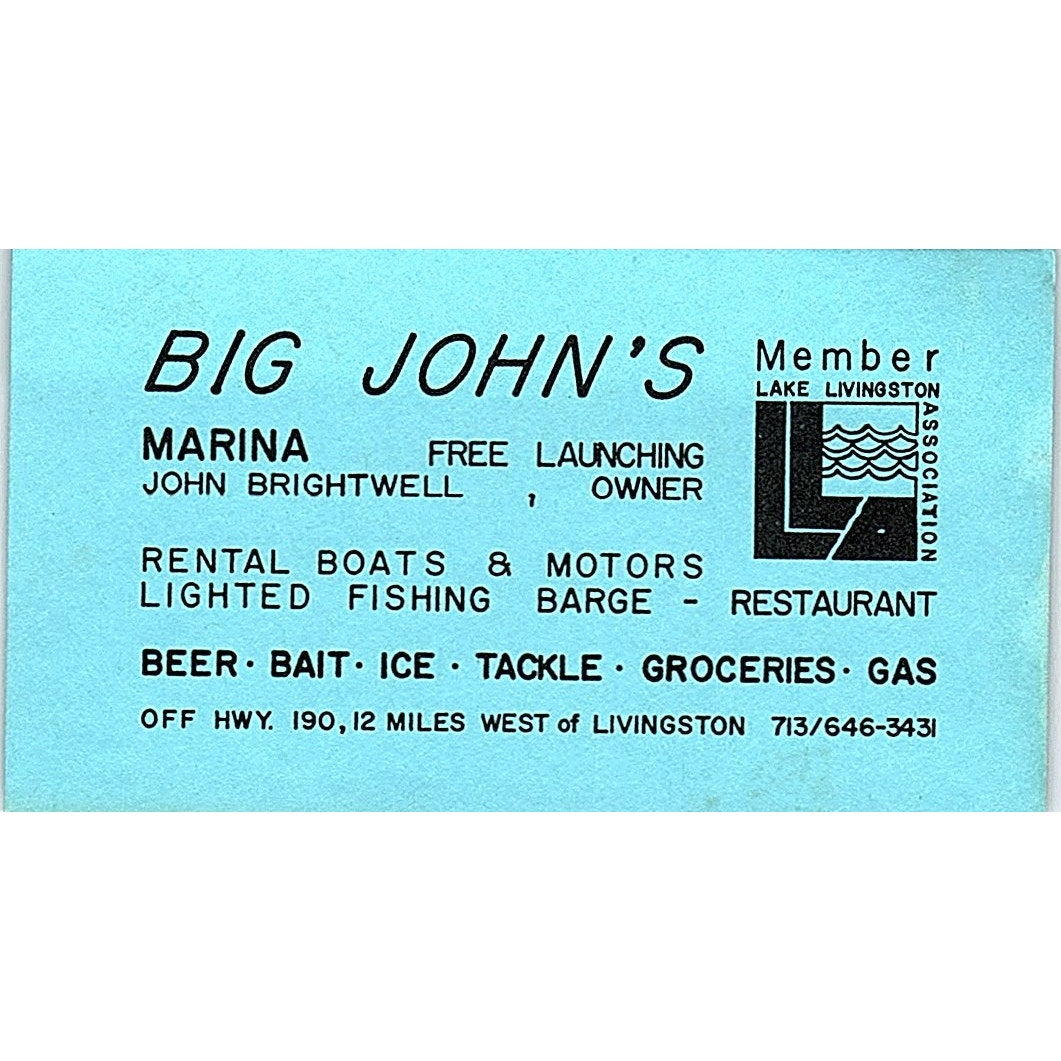 BIG JOHN'S
MARINA FREE LAUNCHING
JOHN BRIGHTWELL , OWNER
Member
LAKE LIVINGSTON
ASSOCIATION
LLA
RENTAL BOATS & MOTORS
LIGHTED FISHING BARGE - RESTAURANT
BEER · BAIT · ICE · TACKLE · GROCERIES · GAS
OFF HWY. 190, 12 MILES WEST of LIVINGSTON 713/646-3431